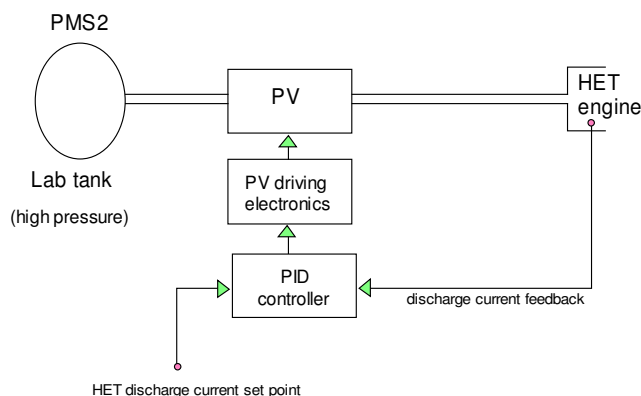 PMS2
Lab tank
(high pressure)
PV
HET
engine
PV driving
electronics
PID
controller
discharge current feedback
HET discharge current set point